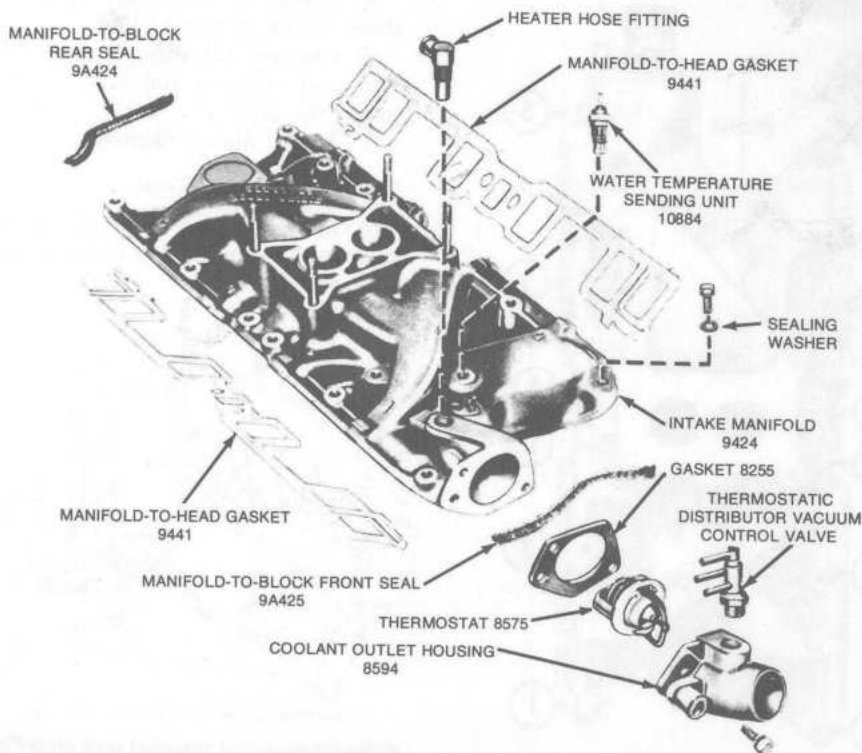 HEATER HOSE FITTING
MANIFOLD-TO-BLOCK
REAR SEAL
9A424
MANIFOLD-TO-HEAD GASKET
9441
WATER TEMPERATURE
SENDING UNIT
10884
SEALING
WASHER
INTAKE MANIFOLD
9424
GASKET 8255
THERMOSTATIC
DISTRIBUTOR VACUUM
CONTROL VALVE
MANIFOLD-TO-HEAD GASKET
9441
MANIFOLD-TO-BLOCK FRONT SEAL
9A425
THERMOSTAT 8575
COOLANT OUTLET HOUSING
8594